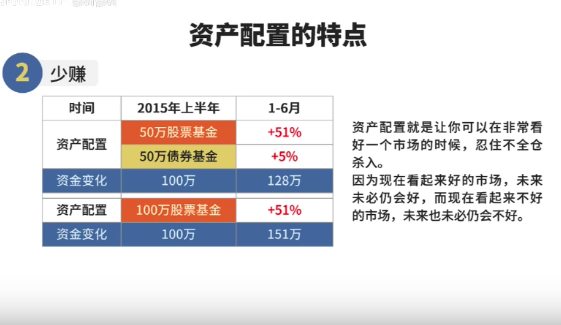 资产配置的特点
2
少赚
时间 2015年上半年 1-6月
资产配置 50万股票基金 +51%
50万债券基金 +5%
资金变化 100万 128万
资产配置 100万股票基金 +51%
资金变化 100万 151万
资产配置就是让你可以在非常看
好一个市场的时候，忍住不全仓
杀入。
因为现在看起来好的市场，未来
未必仍会好，而现在看来不好
的市场，未来也未必仍会不好。